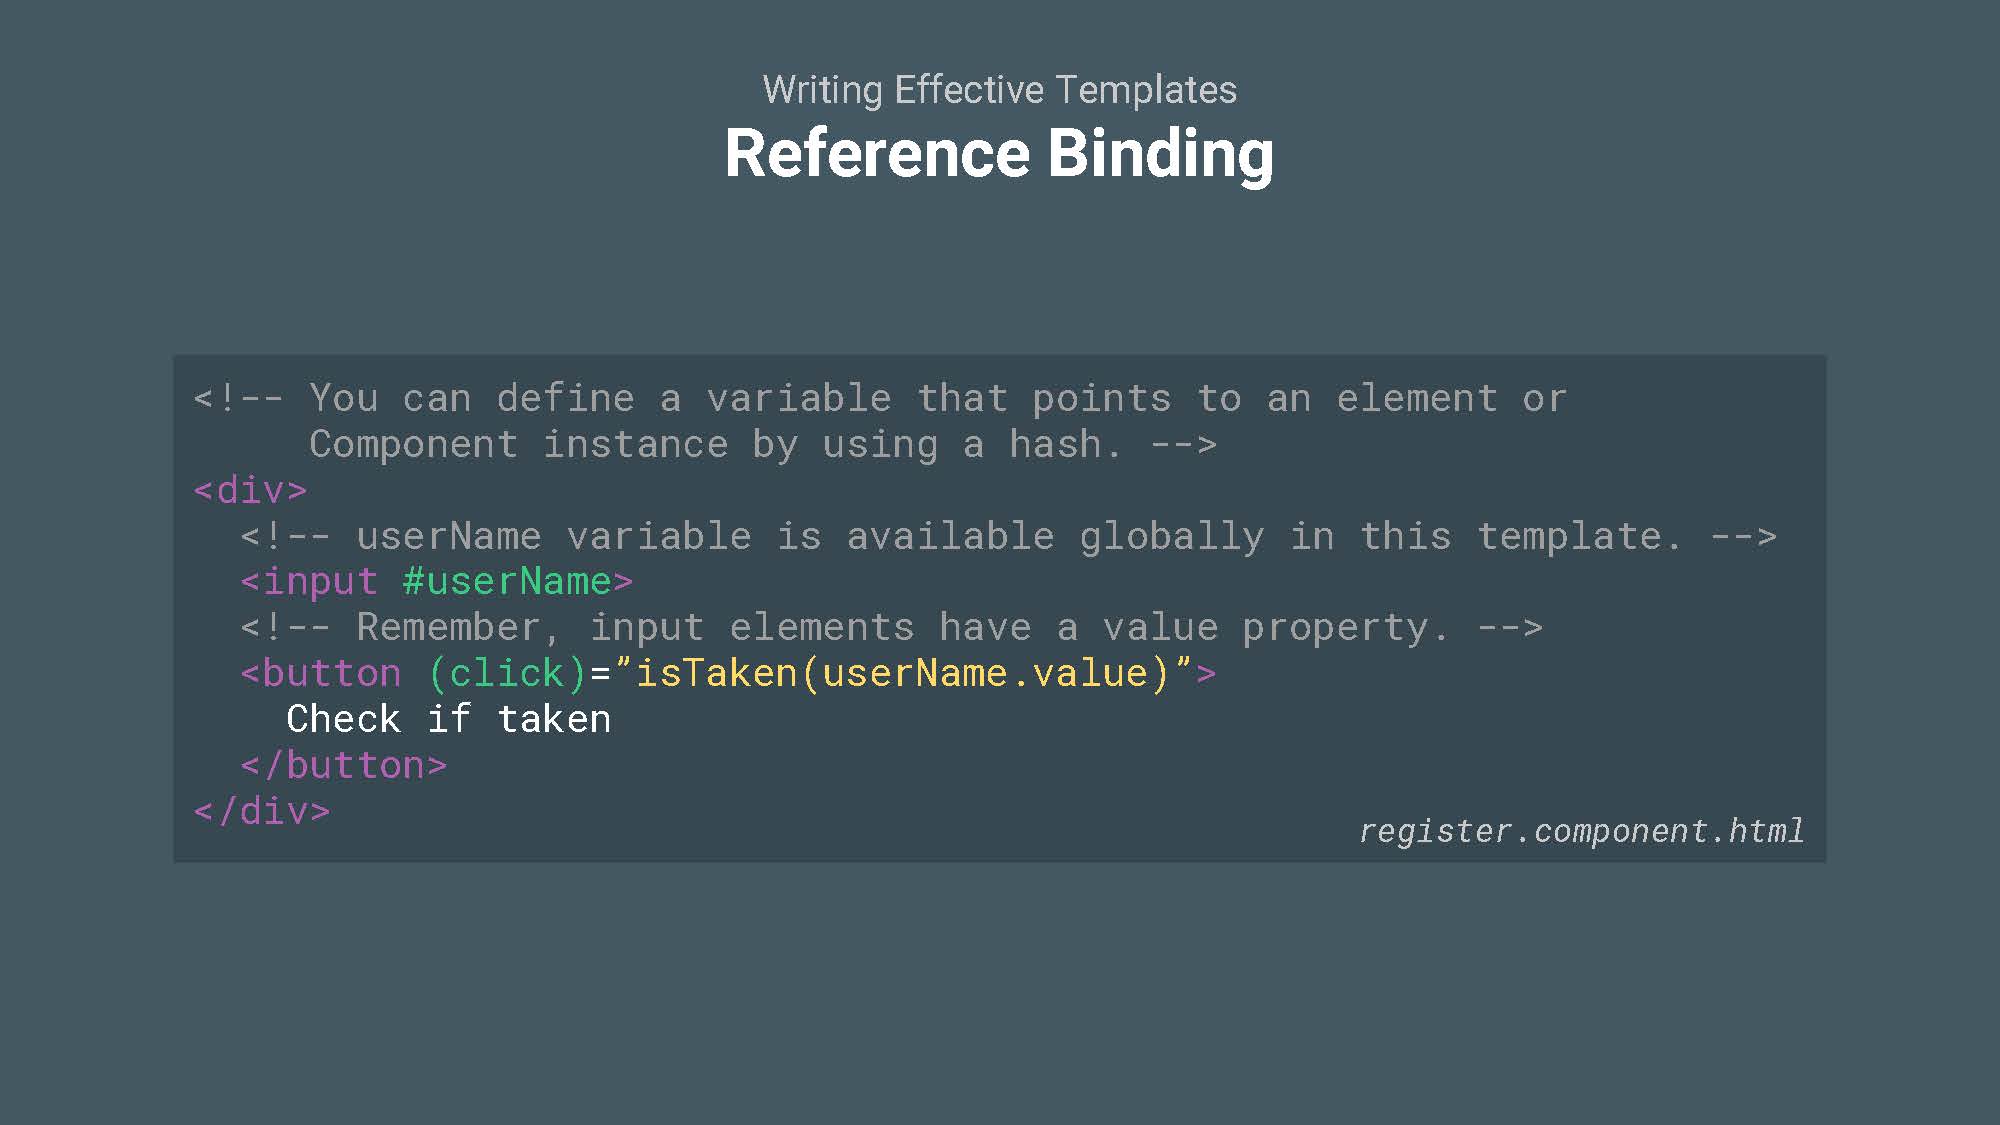 Writing Effective Templates
Reference Binding
<!-- You can define a variable that points to an element or
     Component instance by using a hash. -->
<div>
  <!-- userName variable is available globally in this template. -->
  <input #userName>
  <!-- Remember, input elements have a value property. -->
  <button (click)=”isTaken(userName.value)”>
    Check if taken
  </button>
</div>
register.component.html